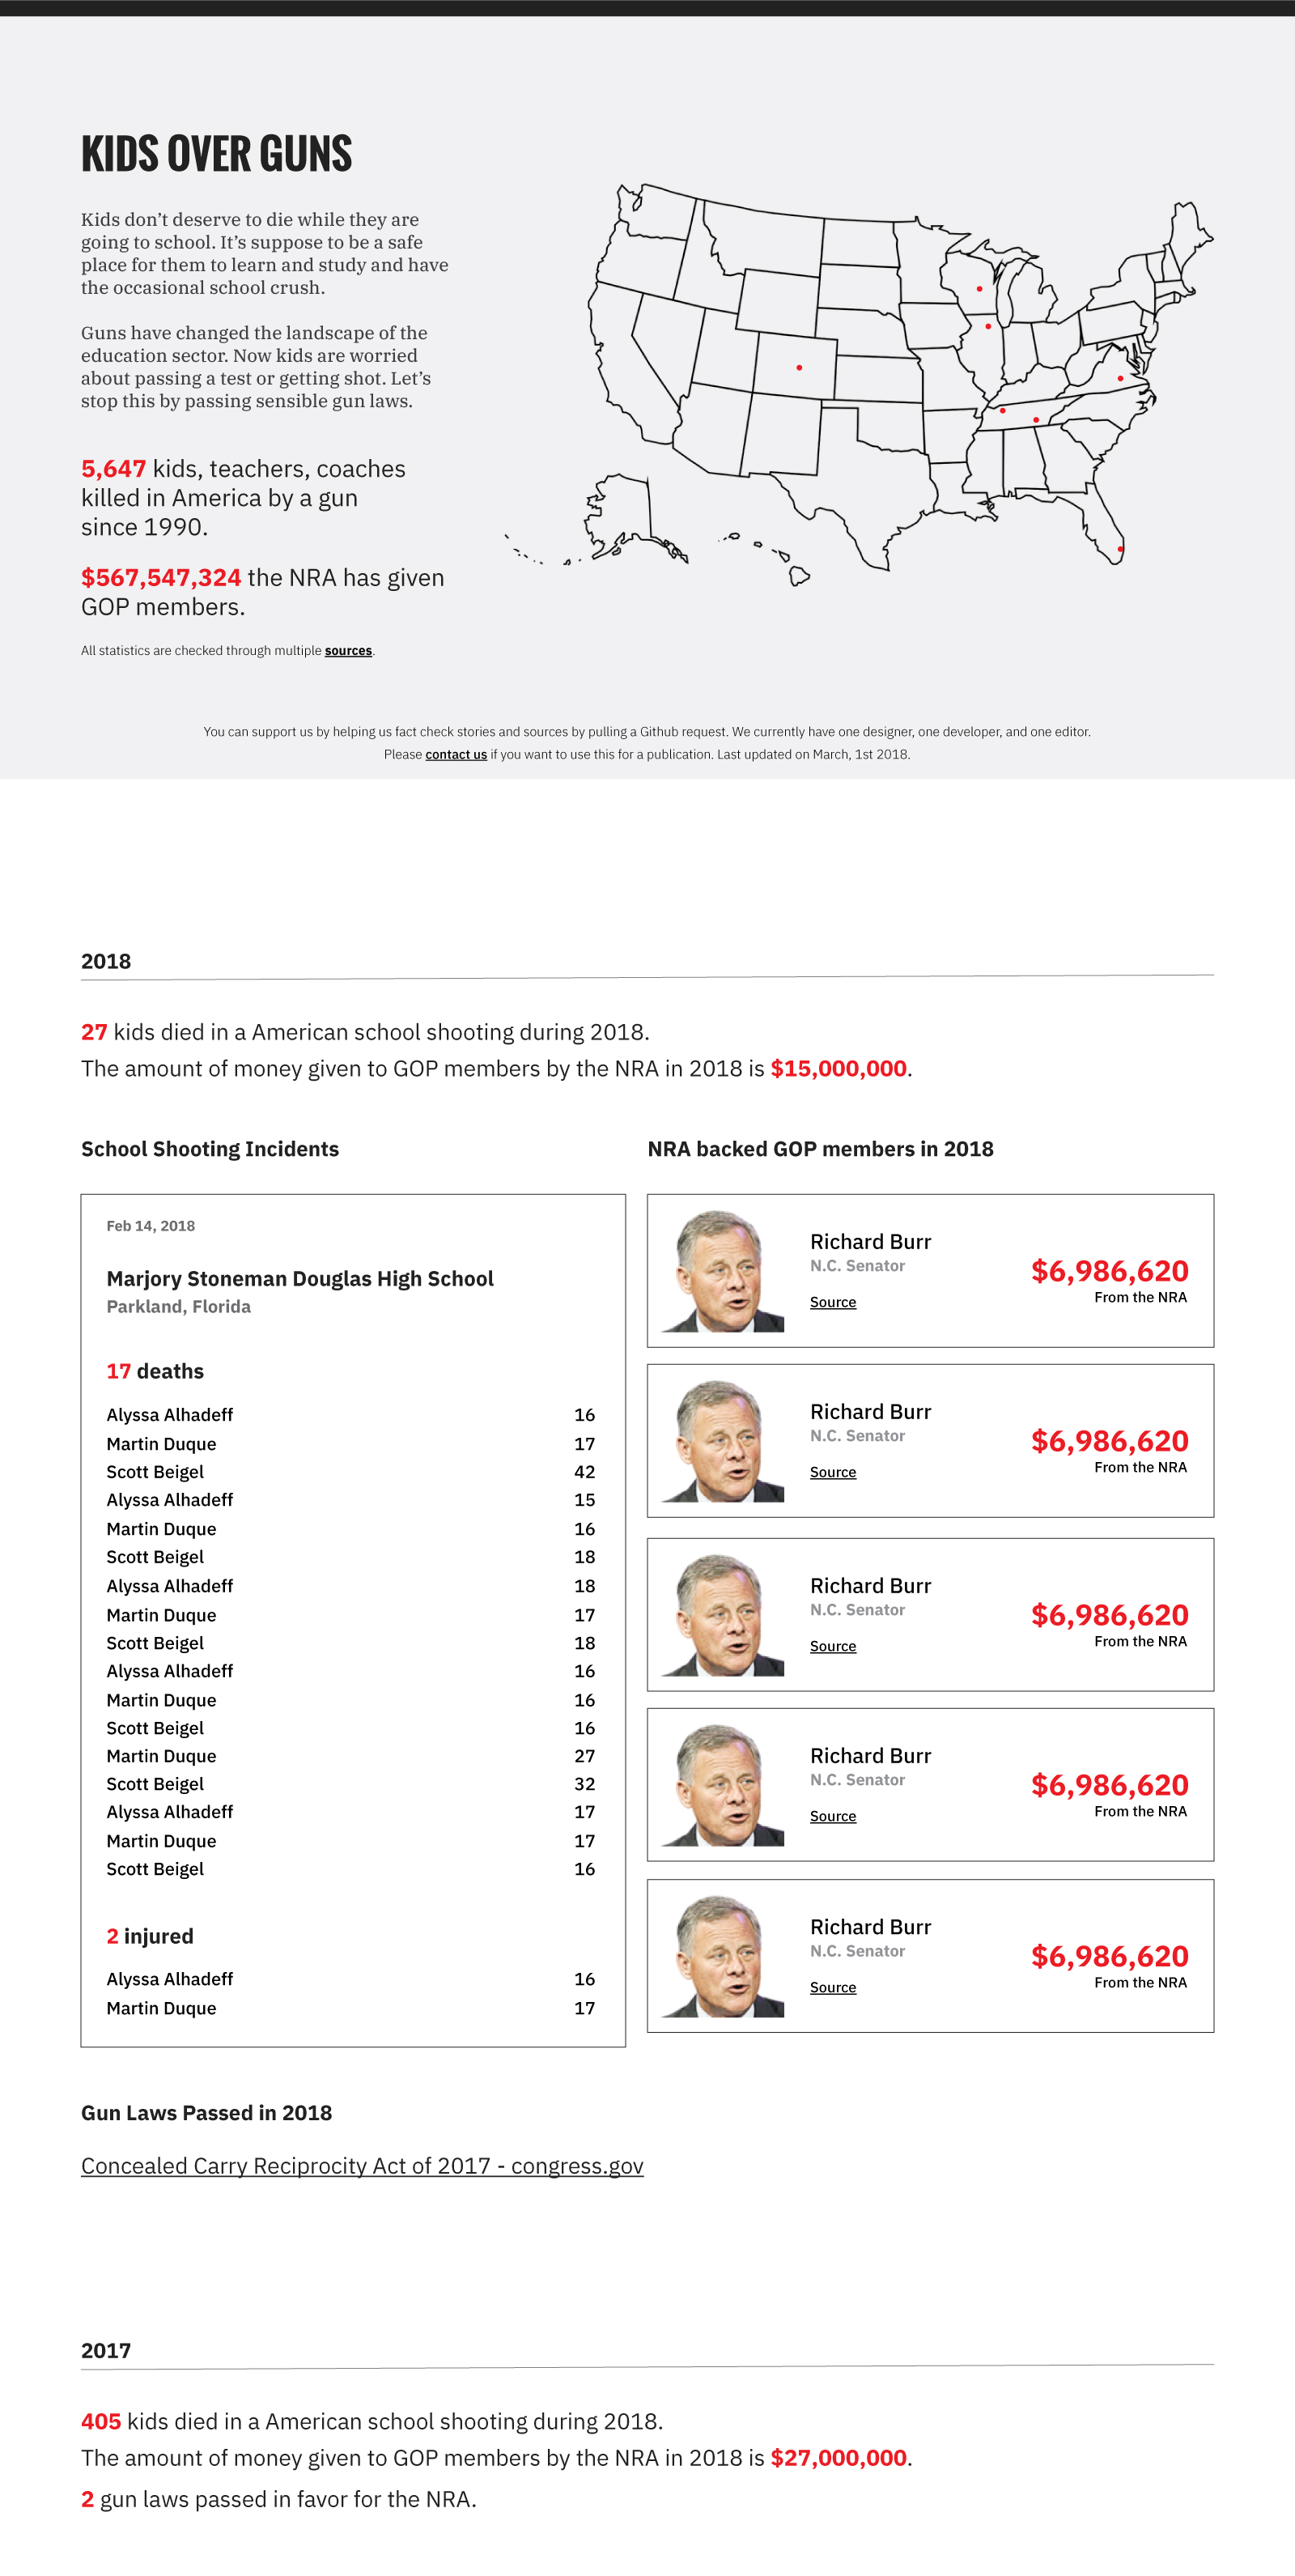 KIDS OVER GUNS
Kids don’t deserve to die while they are
going to school. It’s suppose to be a safe
place for them to learn and study and have
the occasional school crush.
Guns have changed the landscape of the
education sector. Now kids are worried
about passing a test or getting shot. Let’s
stop this by passing sensible gun laws.
5,647 kids, teachers, coaches
killed in America by a gun
since 1990.
$567,547,324 the NRA has given
GOP members.
All statistics are checked through multiple sources.
You can support us by helping us fact check stories and sources by pulling a Github request. We currently have one designer, one developer, and one editor.
Please contact us if you want to use this for a publication. Last updated on March, 1st 2018.
2018
27 kids died in a American school shooting during 2018.
The amount of money given to GOP members by the NRA in 2018 is $15,000,000.
School Shooting Incidents
Feb 14, 2018
Marjory Stoneman Douglas High School
Parkland, Florida
17 deaths
Alyssa Alhadeff 16
Martin Duque 17
Scott Beigel 42
Alyssa Alhadeff 15
Martin Duque 16
Scott Beigel 18
Alyssa Alhadeff 18
Martin Duque 17
Scott Beigel 18
Alyssa Alhadeff 16
Martin Duque 16
Scott Beigel 16
Martin Duque 27
Scott Beigel 32
Alyssa Alhadeff 17
Martin Duque 17
Scott Beigel 16
2 injured
Alyssa Alhadeff 16
Martin Duque 17
NRA backed GOP members in 2018
Richard Burr
N.C. Senator
Source
$6,986,620
From the NRA
Richard Burr
N.C. Senator
Source
$6,986,620
From the NRA
Richard Burr
N.C. Senator
Source
$6,986,620
From the NRA
Richard Burr
N.C. Senator
Source
$6,986,620
From the NRA
Richard Burr
N.C. Senator
Source
$6,986,620
From the NRA
Gun Laws Passed in 2018
Concealed Carry Reciprocity Act of 2017 - congress.gov
2017
405 kids died in a American school shooting during 2018.
The amount of money given to GOP members by the NRA in 2018 is $27,000,000.
2 gun laws passed in favor for the NRA.